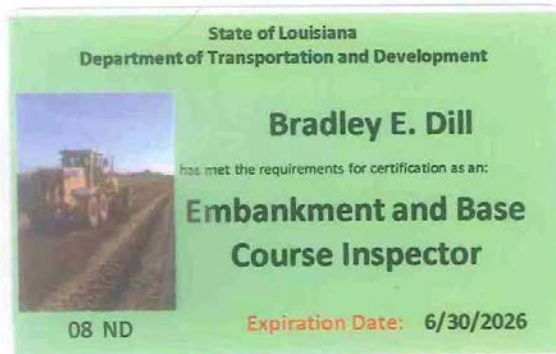 State of Louisiana
Department of Transportation and Development
Bradley E. Dill
has met the requirements for certification as an:
Embankment and Base
Course Inspector
08 ND
Expiration Date: 6/30/2026